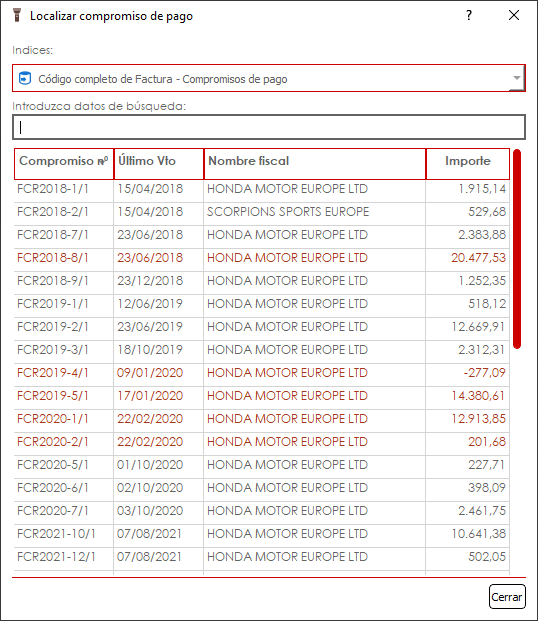 Localizar compromiso de pago ?
Indices:
Código completo de Factura - Compromisos de pago
Introduzca datos de búsqueda:
Compromiso nº Último Vto Nombre fiscal Importe
FCR2018-1/1 15/04/2018 HONDA MOTOR EUROPE LTD 1.915,14
FCR2018-2/1 15/04/2018 SCORPIONS SPORTS EUROPE 529,68
FCR2018-7/1 23/06/2018 HONDA MOTOR EUROPE LTD 2.383,88
FCR2018-8/1 23/06/2018 HONDA MOTOR EUROPE LTD 20.477,53
FCR2018-9/1 23/12/2018 HONDA MOTOR EUROPE LTD 1.252,35
FCR2019-1/1 12/06/2019 HONDA MOTOR EUROPE LTD 518,12
FCR2019-2/1 23/06/2019 HONDA MOTOR EUROPE LTD 12.669,91
FCR2019-3/1 18/10/2019 HONDA MOTOR EUROPE LTD 2.312,31
FCR2019-4/1 09/01/2020 HONDA MOTOR EUROPE LTD -277,09
FCR2019-5/1 17/01/2020 HONDA MOTOR EUROPE LTD 14.380,61
FCR2020-1/1 22/02/2020 HONDA MOTOR EUROPE LTD 12.913,85
FCR2020-2/1 22/02/2020 HONDA MOTOR EUROPE LTD 201,68
FCR2020-5/1 01/10/2020 HONDA MOTOR EUROPE LTD 227,71
FCR2020-6/1 02/10/2020 HONDA MOTOR EUROPE LTD 398,09
FCR2020-7/1 03/10/2020 HONDA MOTOR EUROPE LTD 2.461,75
FCR2021-10/1 07/08/2021 HONDA MOTOR EUROPE LTD 10.641,38
FCR2021-12/1 07/08/2021 HONDA MOTOR EUROPE LTD 502,05
Cerrar